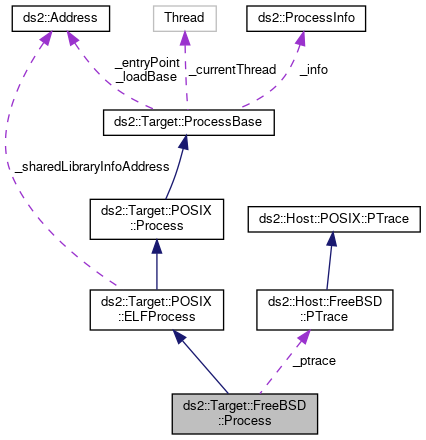 ds2::Address
Thread
ds2::ProcessInfo
_entryPoint
_loadBase
_currentThread
_info
ds2::Target::ProcessBase
_sharedLibraryInfoAddress
ds2::Target::POSIX
::Process
ds2::Host::POSIX::PTrace
ds2::Target::POSIX
::ELFProcess
ds2::Host::FreeBSD
::PTrace
_ptrace
ds2::Target::FreeBSD
::Process